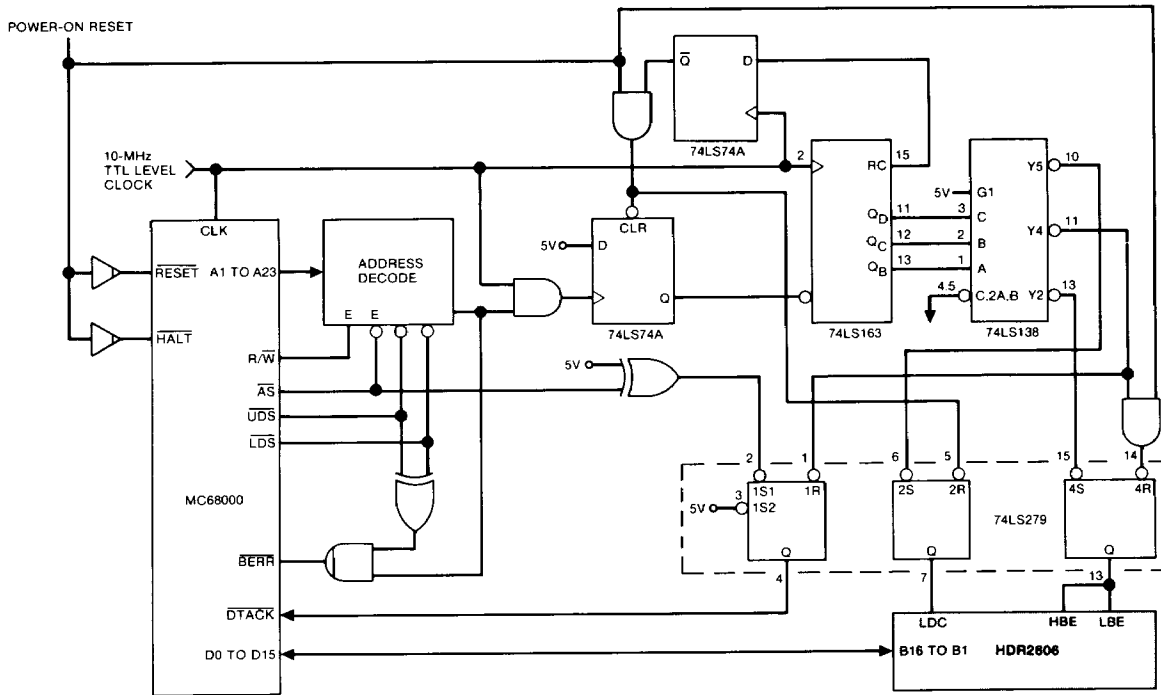 POWER-ON RESET
Q
D
74LS74A
10-MHz
TTL LEVEL
CLOCK
2
RC
15
5V
G1
Y5
10
QD
11
3
C
QC
12
2
B
Y4
11
QB
13
1
A
4.5
C,2A,B
Y2
13
74LS163
74LS138
CLK
RESET
A1 TO A23
HALT
ADDRESS
DECODE
E
E
5V
D
CLR
Q
74LS74A
R/W
AS
UDS
LDS
5V
MC68000
BERR
DTACK
D0 TO D15
2
1
6
5
15
14
1S1
1R
5V
3
1S2
Q
4
2S
2R
Q
7
74LS279
4S
4R
Q
13
LDC
HBE
LBE
B16 TO B1
HDR2606